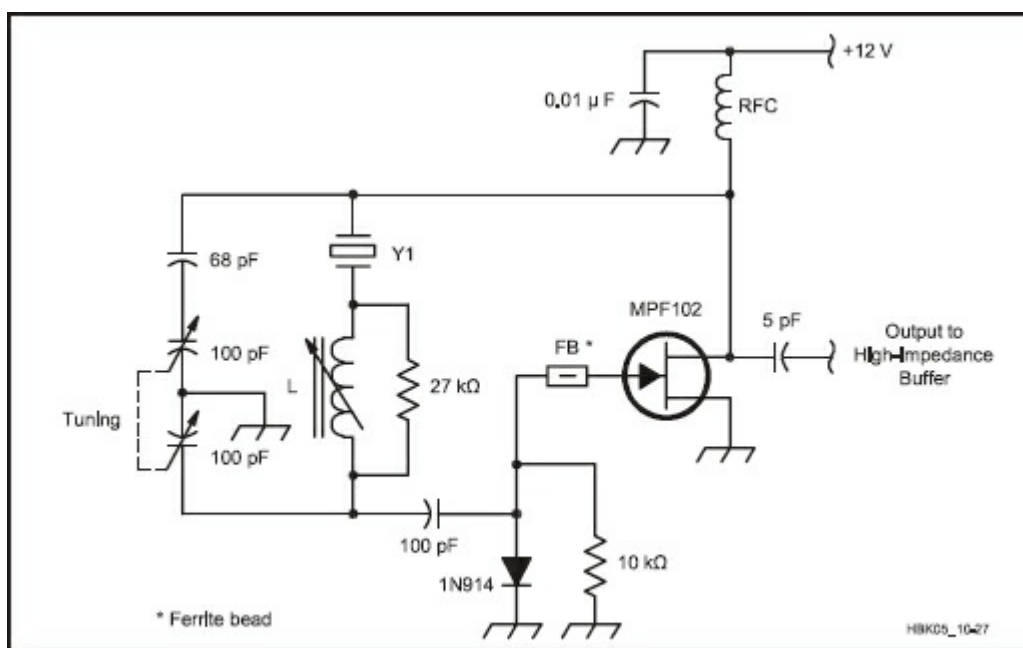 +12 V
0.01 µ F
RFC
68 pF
Y1
MPF102
5 pF
Output to
High-Impedance
Buffer
100 pF
FB *
L
27 kΩ
Tuning
100 pF
100 pF
1N914
10 kΩ
* Ferrite bead
HBK05_10-27